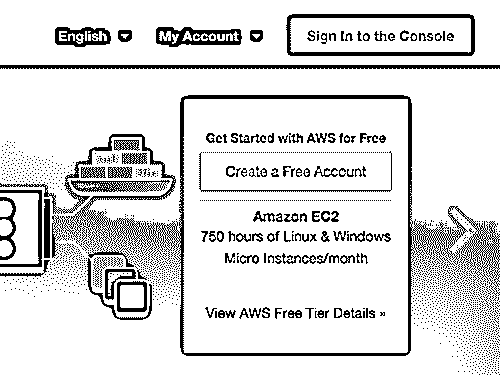 English My Account Sign In to the Console
Get Started with AWS for Free
Create a Free Account
Amazon EC2
750 hours of Linux & Windows
Micro Instances/month
View AWS Free Tier Details »